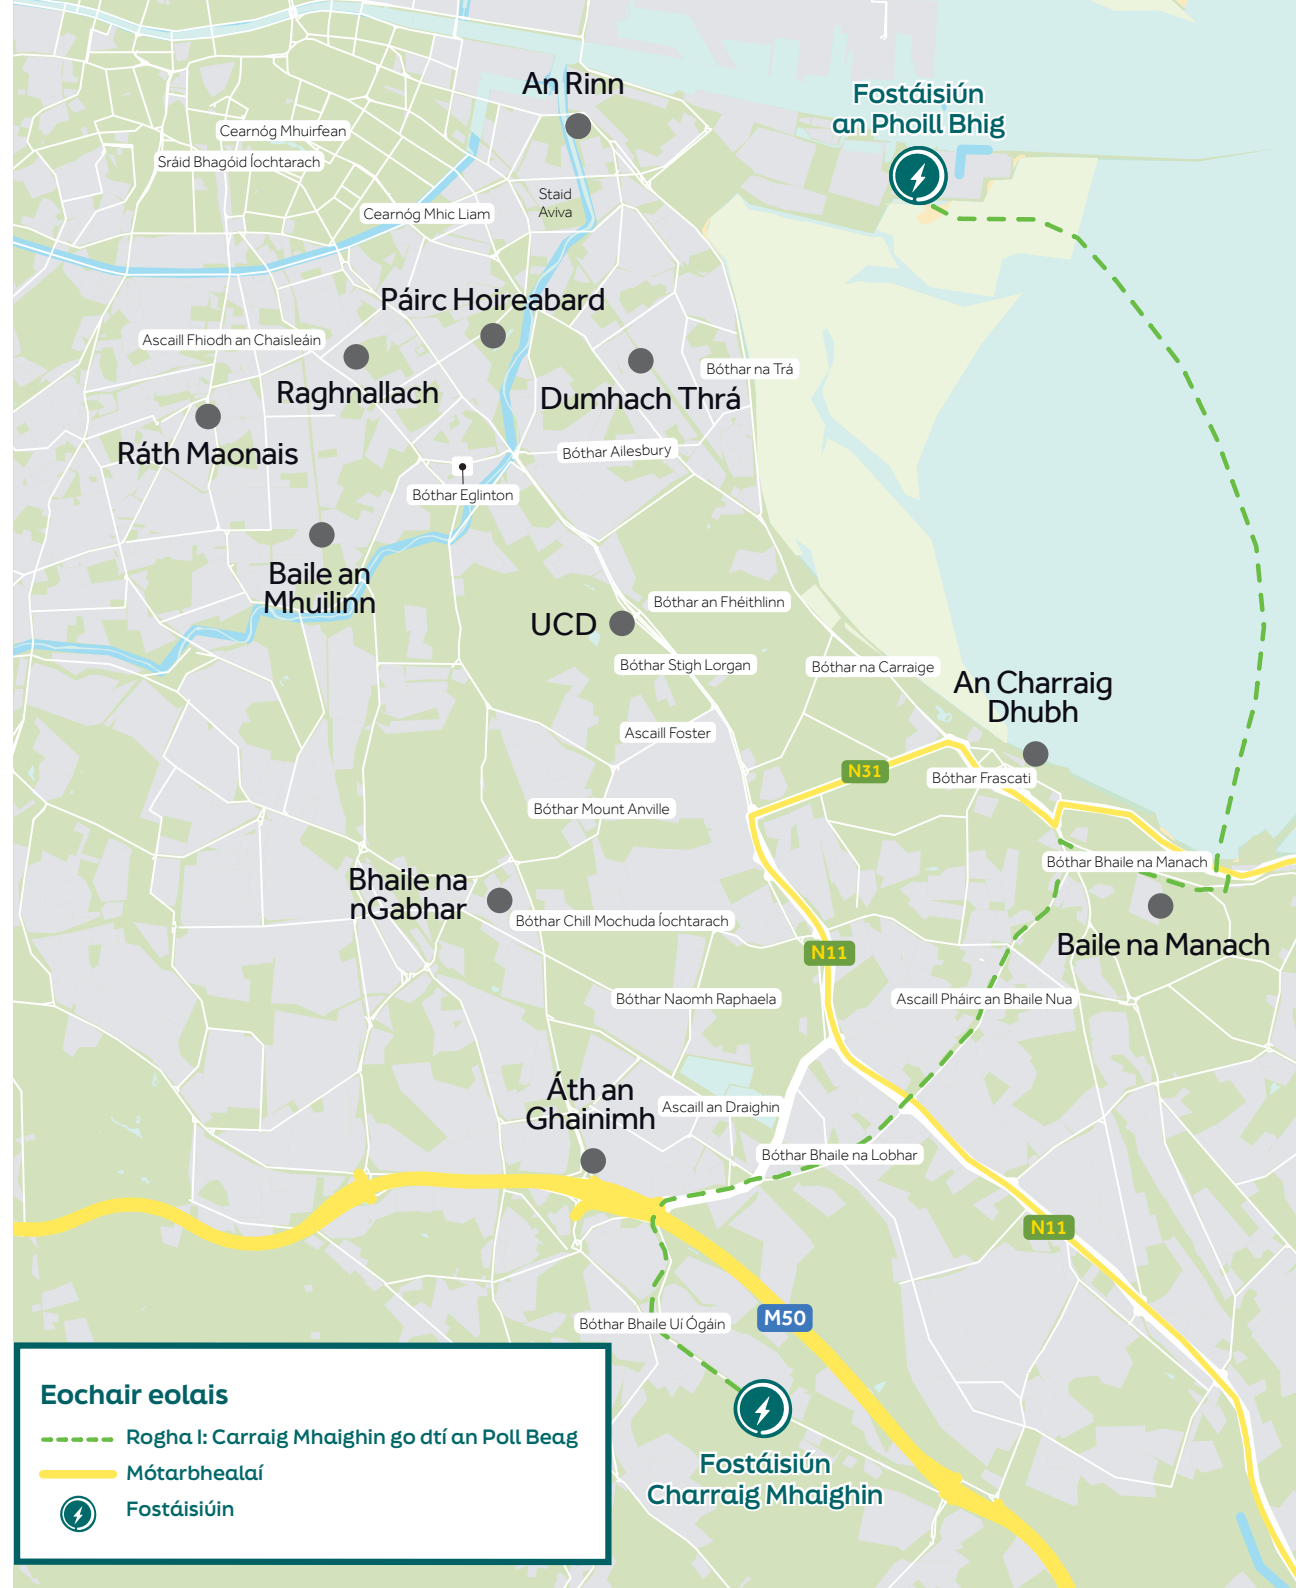 An Rinn
Fostáisiún
an Phoill Bhig
Cearnóg Mhuirfean
Sráid Bhagóid Íochtarach
Staid
Aviva
Cearnóg Mhic Liam
Páirc Hoireabard
Ascaill Fhiodh an Chaisleáin
Bóthar na Trá
Raghnallach
Dumhach Thrá
Ráth Maonais
Bóthar Ailesbury
Bóthar Eglinton
Baile an
Mhuilinn
Bóthar an Fhéithlinn
UCD
Bóthar Stigh Lorgan
Bóthar na Carraige
An Charraig
Dhubh
Ascaill Foster
N31
Bóthar Frascati
Bóthar Mount Anville
Bóthar Bhaile na Manach
Bhaile na
nGabhar
Bóthar Chill Mochuda Íochtarach
Baile na Manach
N11
Bóthar Naomh Raphaela
Ascaill Pháirc an Bhaile Nua
Áth an
Ghainimh
Ascaill an Draighin
Bóthar Bhaile na Lobhar
N11
Bóthar Bhaile Uí Ógáin
M50
Fostáisiún
Charraig Mhaighin
Eochair eolais
Rogha I: Carraig Mhaighin go dtí an Poll Beag
Mótarbhealaí
Fostáisiúin